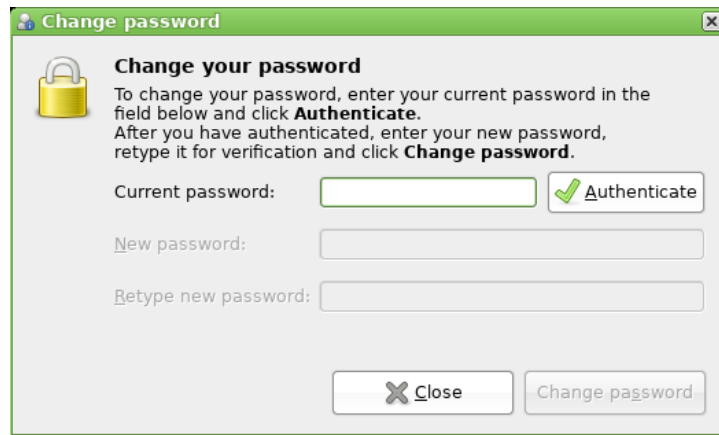 Change password
Change your password
To change your password, enter your current password in the
field below and click Authenticate.
After you have authenticated, enter your new password,
retype it for verification and click Change password.
Current password: Authenticate
New password:
Retype new password:
Close Change password